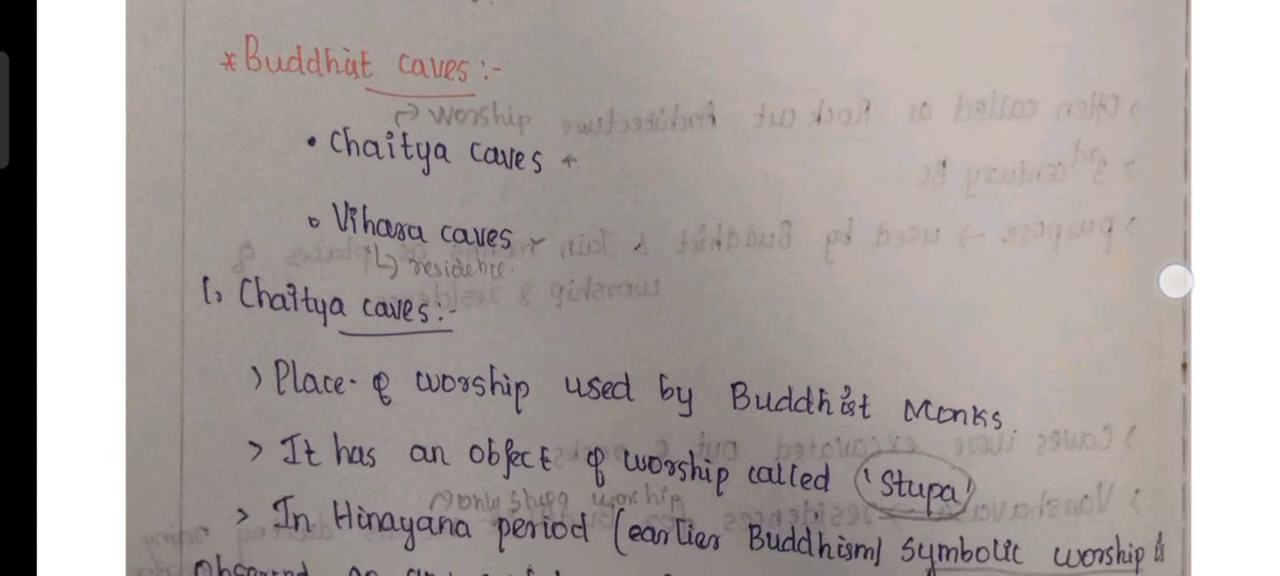 * Buddhist caves :-
→ worship
• Chaitya caves
• Vihara caves
↳ residence.
1. Chaitya caves :-
> Place of worship used by Buddhist Monks.
> It has an object of worship called 'Stupa'
→ only stupa worship
> In Hinayana period (earlier Buddhism) symbolic worship is